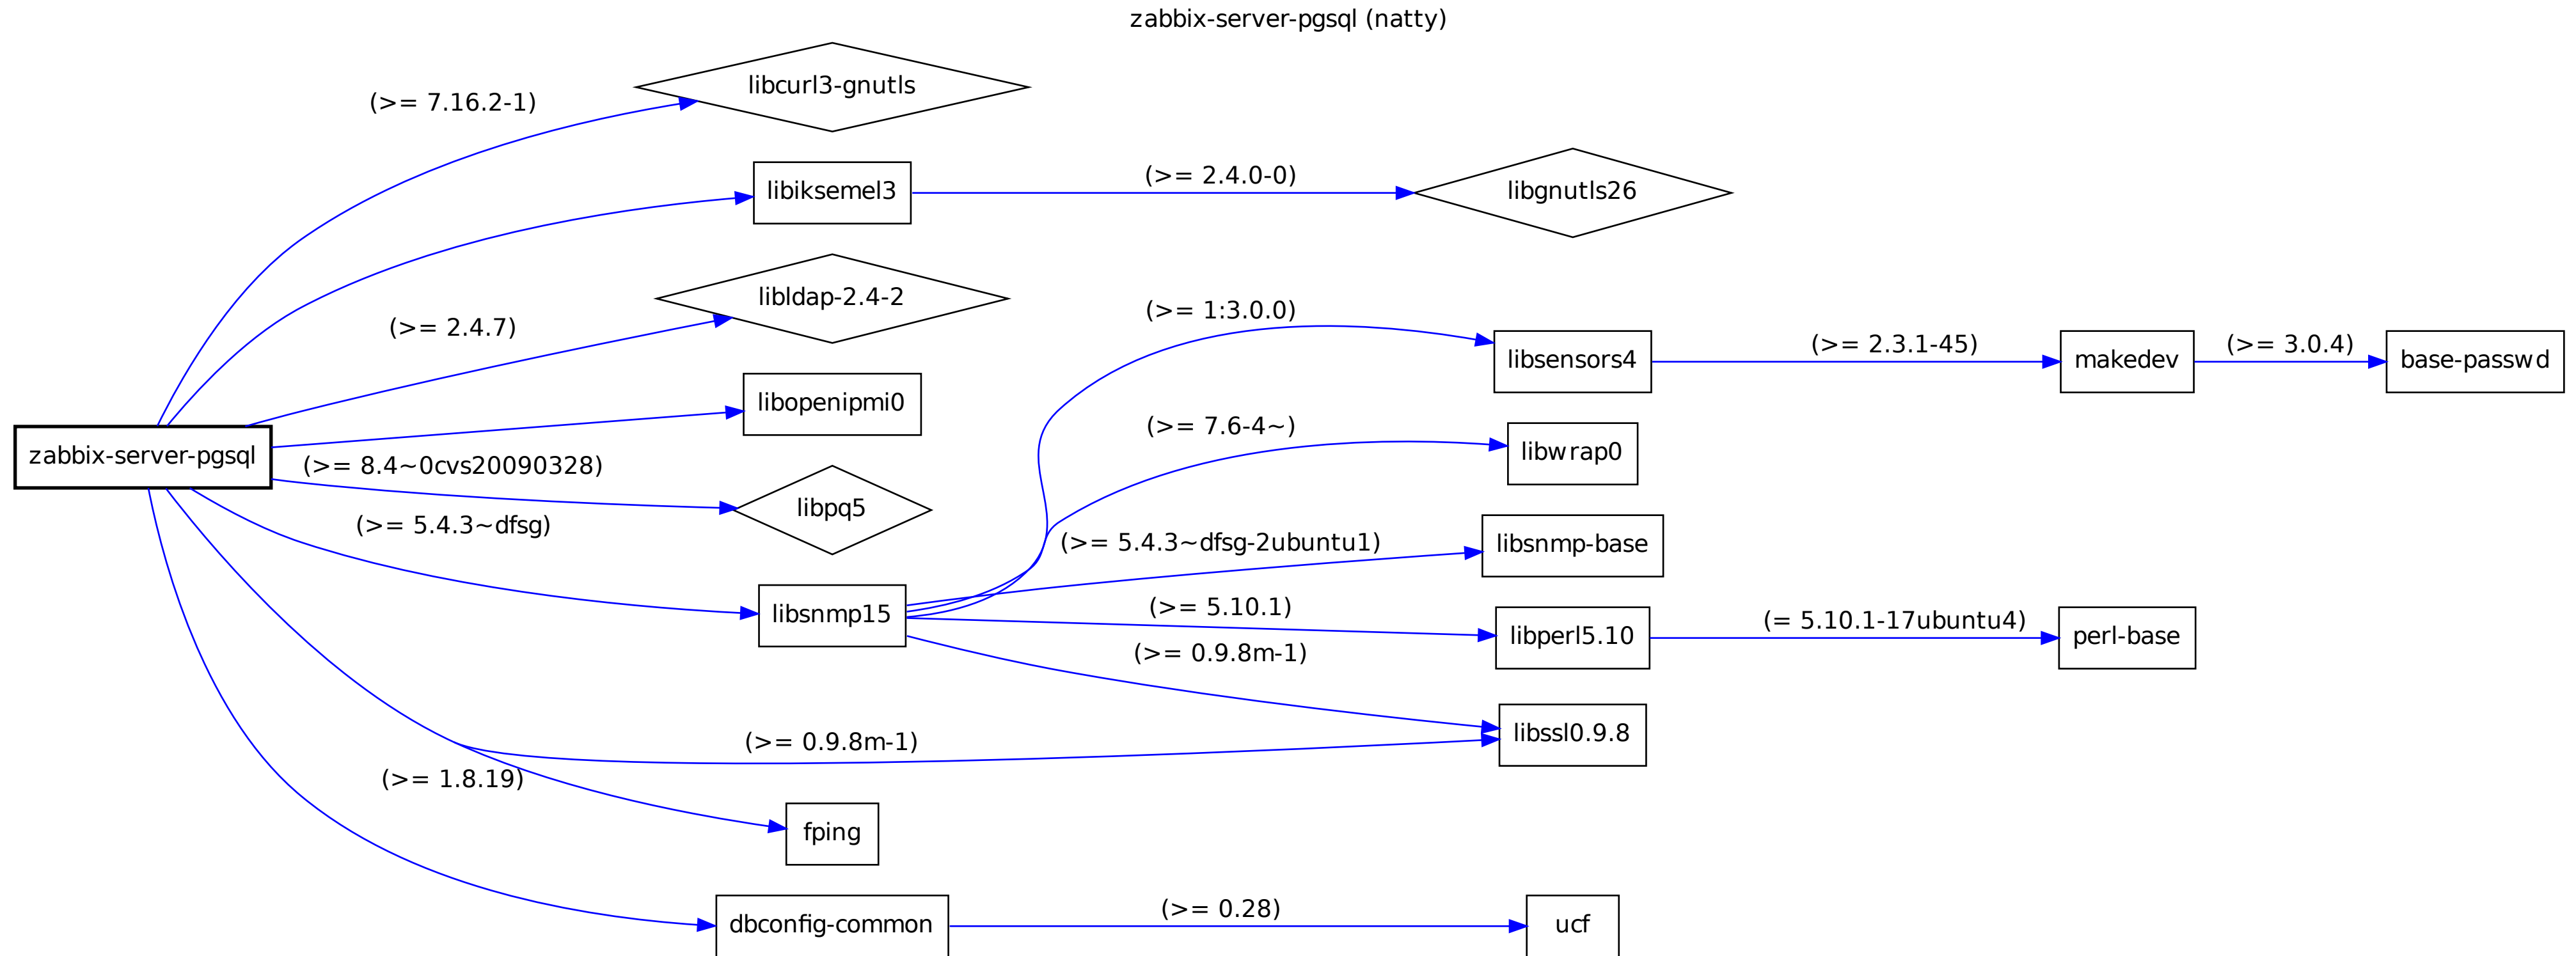 zabbix-server-pgsql (natty)
libcurl3-gnutls
(>= 7.16.2-1)
(>= 2.4.0-0)
libiksemel3
libgnutls26
libldap-2.4-2
(>= 1:3.0.0)
(>= 2.4.7)
(>= 2.3.1-45)
(>= 3.0.4)
libsensors4
makedev
base-passwd
libopenipmi0
(>= 7.6-4~)
libwrap0
zabbix-server-pgsql
(>= 8.4~0cvs20090328)
libpq5
(>= 5.4.3~dfsg)
(>= 5.4.3~dfsg-2ubuntu1)
libsnmp-base
libsnmp15
(>= 5.10.1)
(= 5.10.1-17ubuntu4)
libperl5.10
perl-base
(>= 0.9.8m-1)
libssl0.9.8
(>= 0.9.8m-1)
(>= 1.8.19)
fping
(>= 0.28)
dbconfig-common
ucf